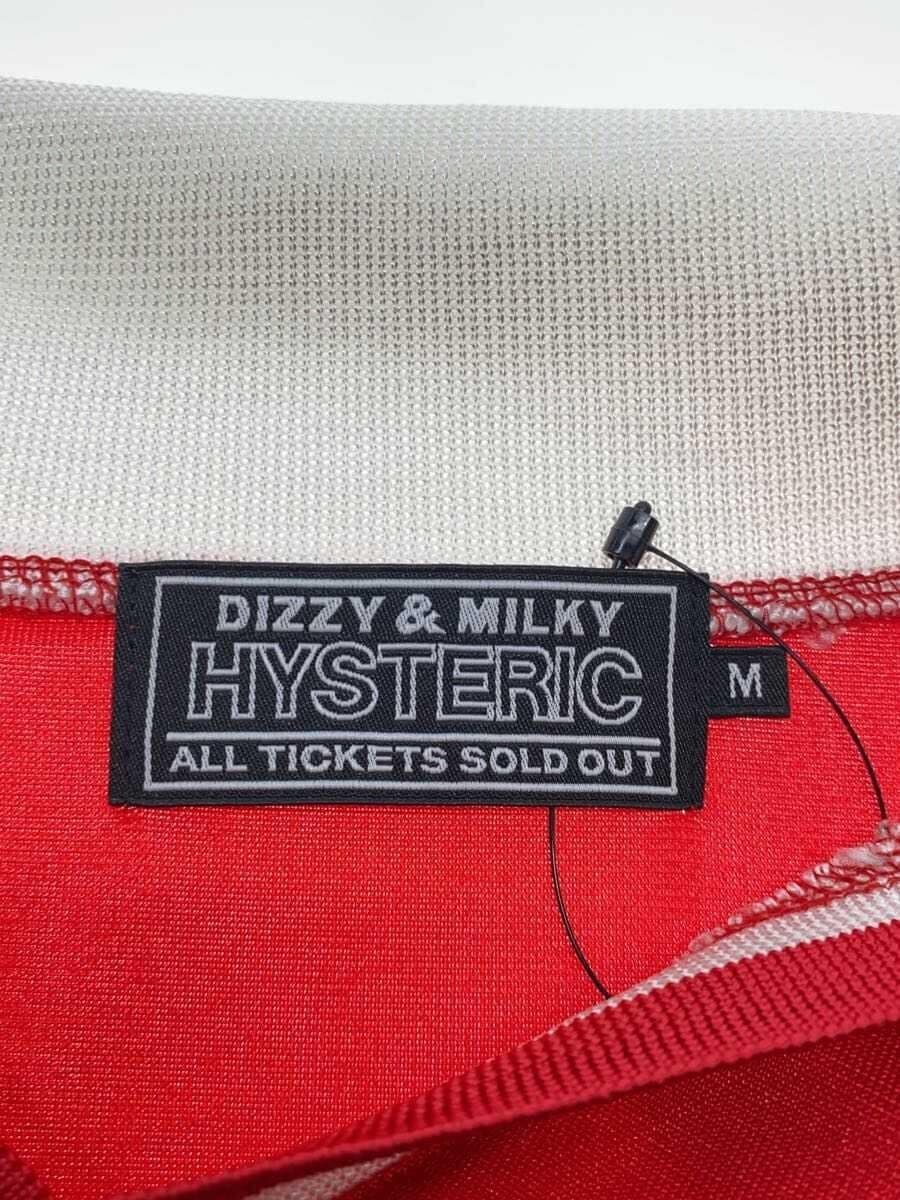 DIZZY & MILKY
HYSTERIC
ALL TICKETS SOLD OUT
M